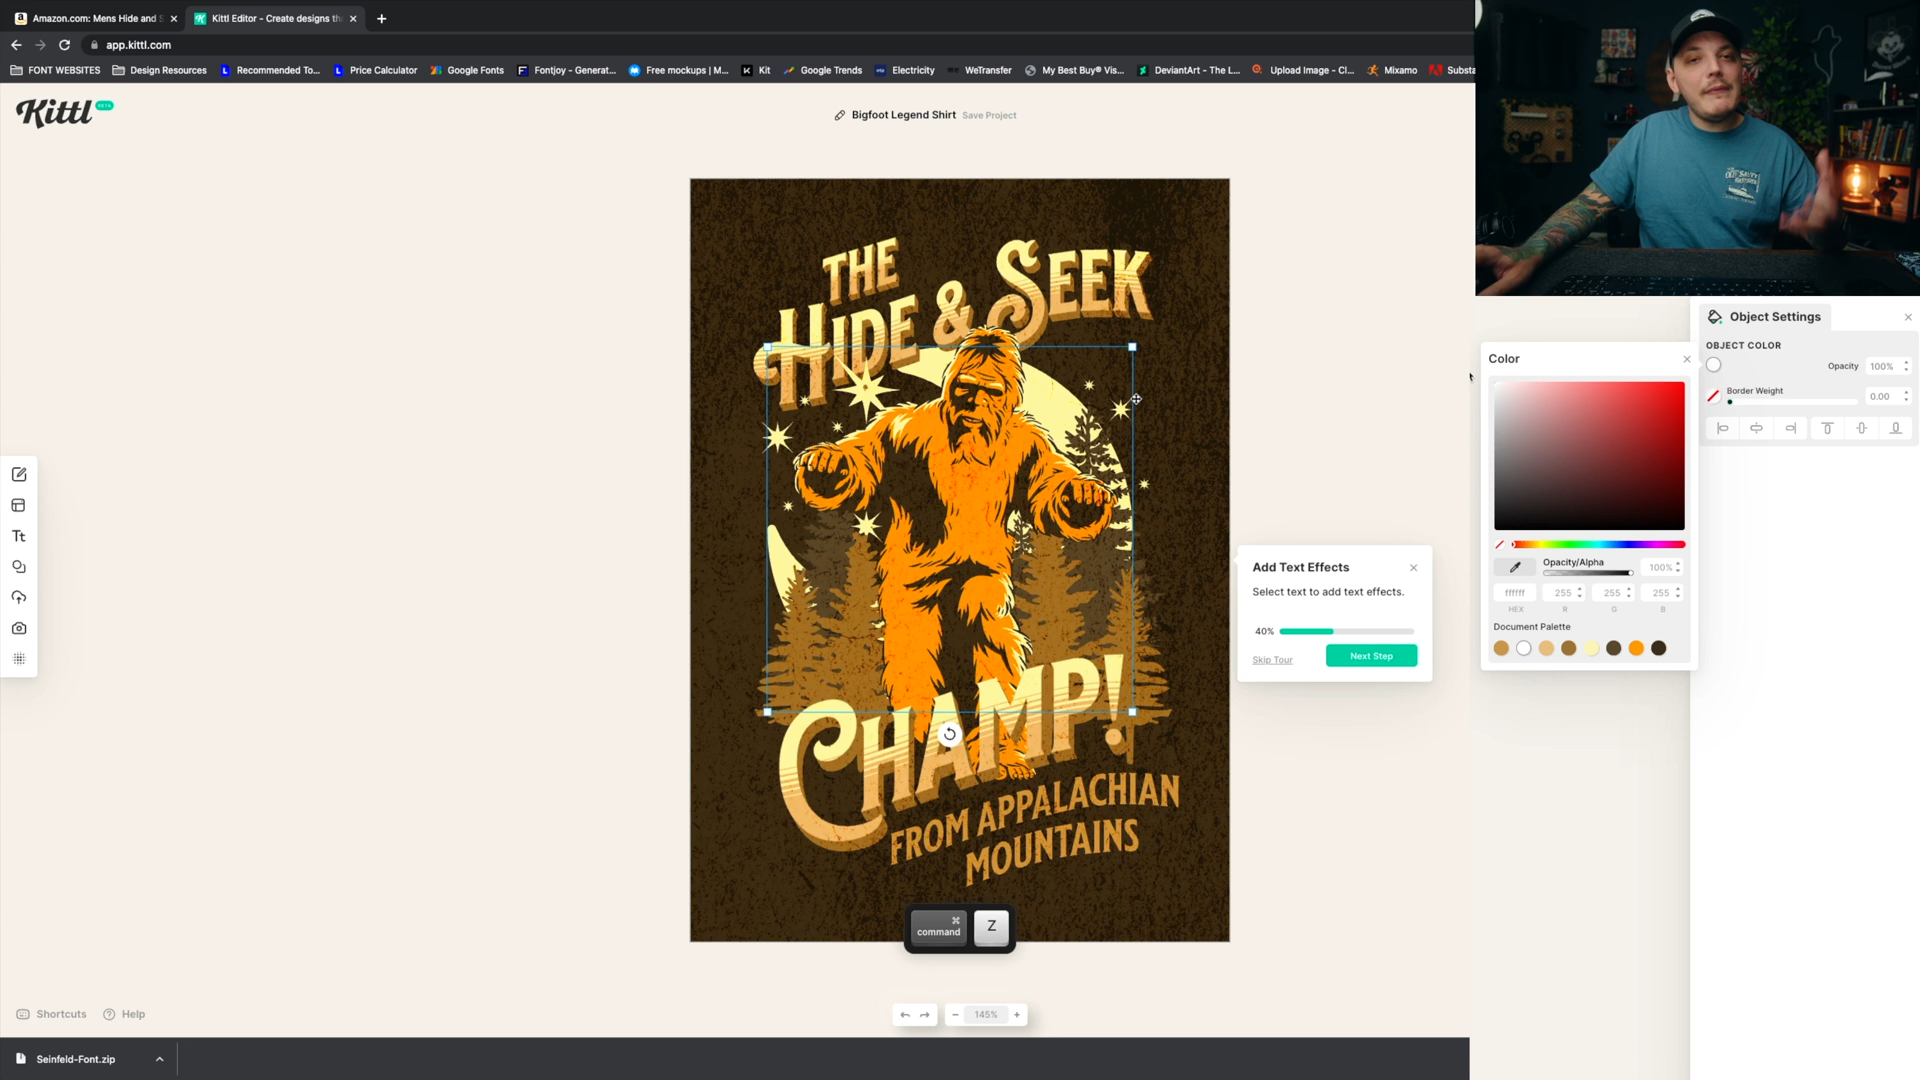 Amazon.com: Mens Hide and S
Kittl Editor - Create designs th
app.kittl.com
FONT WEBSITES
Design Resources
Recommended To...
Price Calculator
Google Fonts
Fontjoy - Generat...
Free mockups | M...
Kit
Google Trends
Electricity
WeTransfer
My Best Buy® Vis...
DeviantArt - The L...
Upload Image - Cl...
Mixamo
Substa
Kittl BETA
Bigfoot Legend Shirt Save Project
THE
HIDE & SEEK
CHAMP!
FROM APPALACHIAN
MOUNTAINS
Object Settings
OBJECT COLOR
Opacity 100%
Border Weight
0.00
Color
Opacity/Alpha
100%
ffffff 255 255 255
HEX R G B
Document Palette
Add Text Effects
Select text to add text effects.
40%
Skip Tour
Next Step
Tt
⌘
command
Z
Shortcuts
Help
145%
Seinfeld-Font.zip